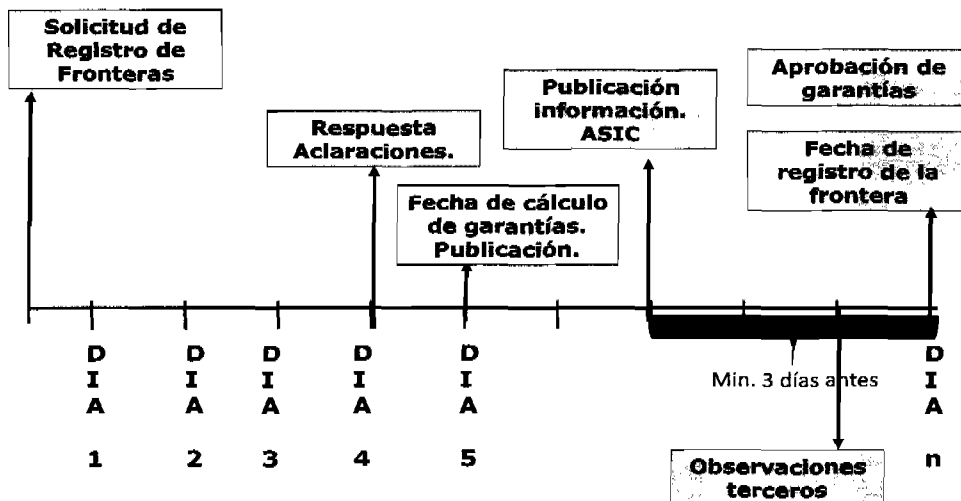 Solicitud de
Registro de
Fronteras
Respuesta
Aclaraciones.
Fecha de cálculo
de garantías.
Publicación.
Publicación
información.
ASIC
Aprobación de
garantías
Fecha de
registro de la
frontera
D
I
A
1
D
I
A
2
D
I
A
3
D
I
A
4
D
I
A
5
Min. 3 días antes
D
I
A
n
Observaciones
terceros